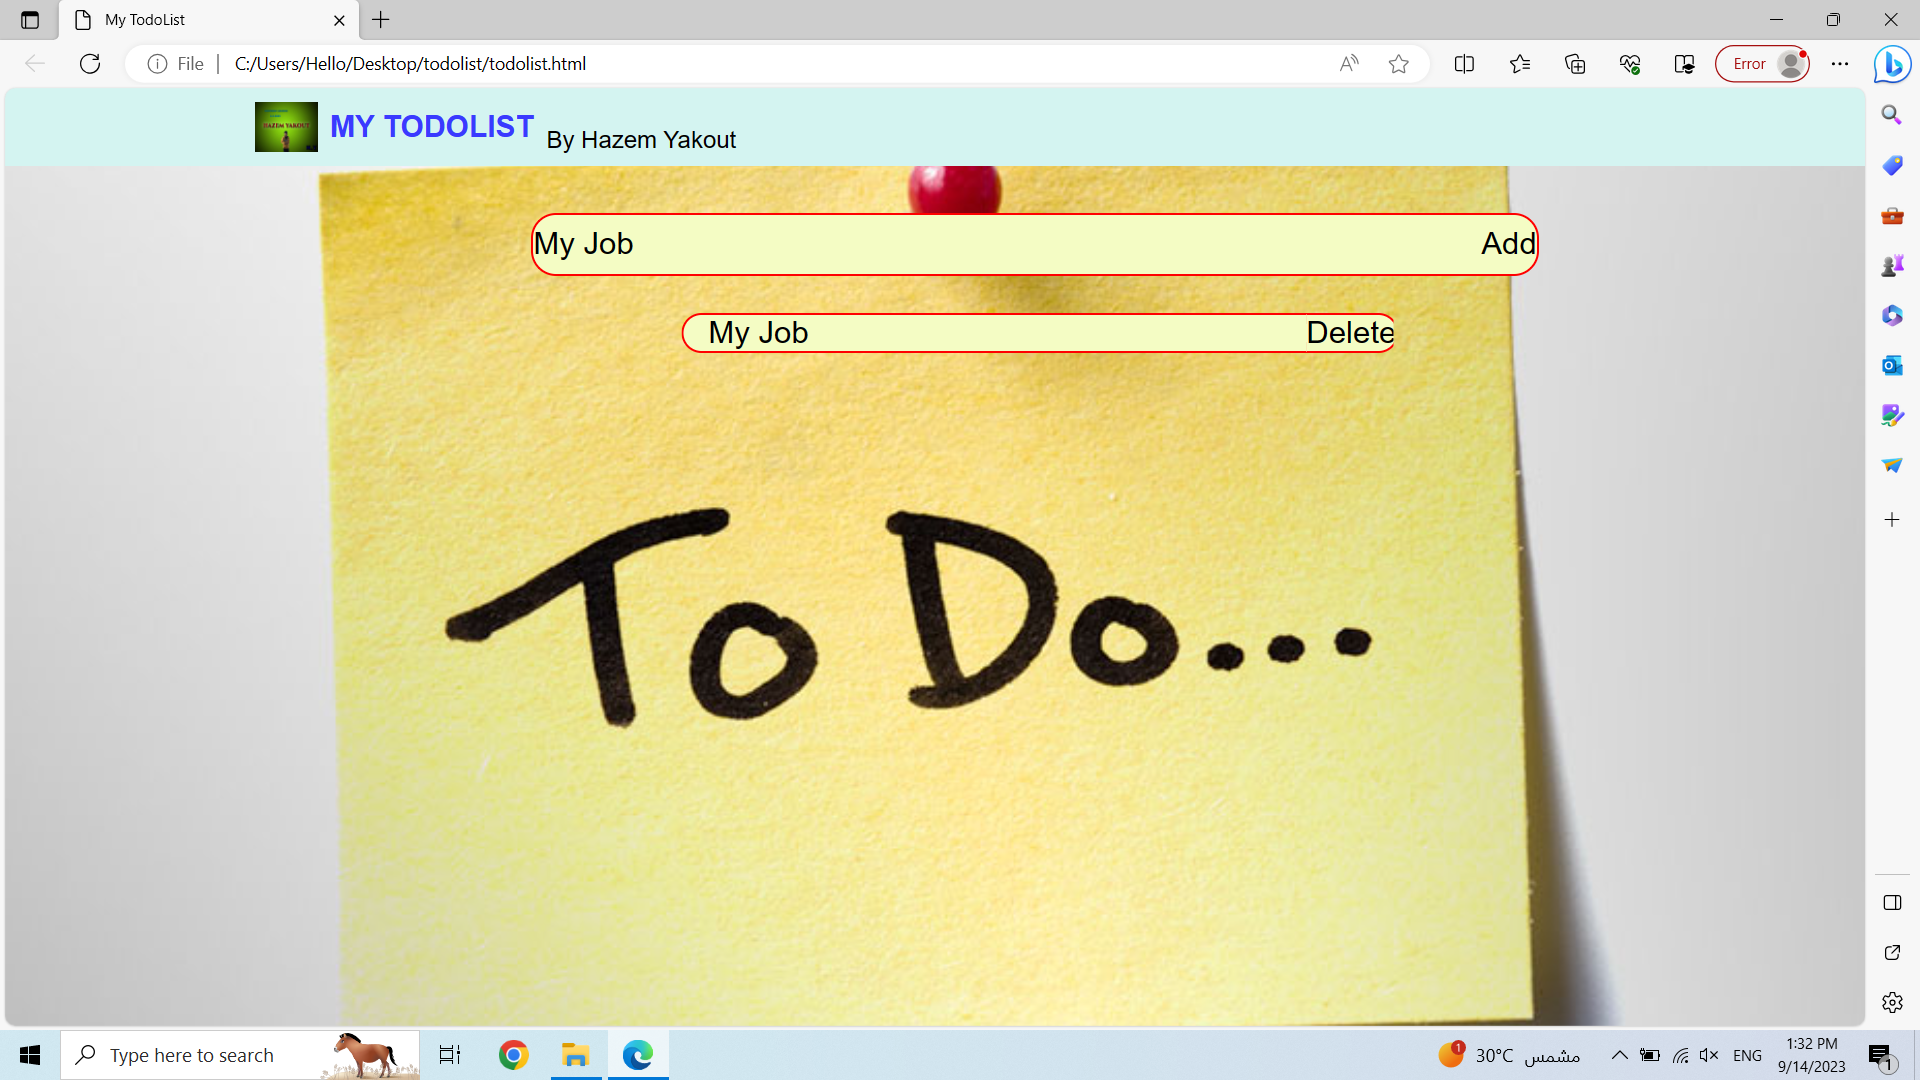 My TodoList
File
C:/Users/Hello/Desktop/todolist/todolist.html
Error
HAZEM YAKOUT
MY TODOLIST
By Hazem Yakout
My Job
Add
My Job
Delete
To Do...
Type here to search
1
30°C
مشمس
ENG
1:32 PM
9/14/2023
1